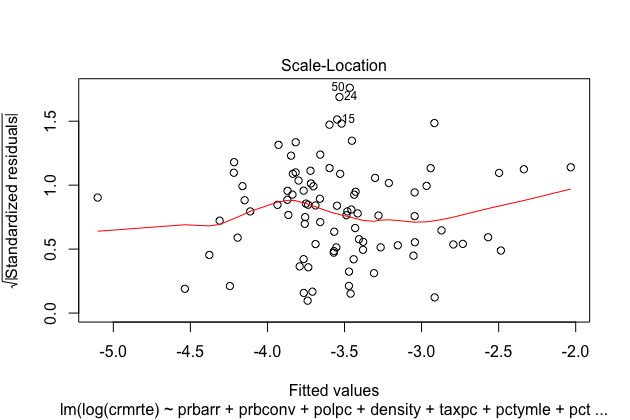 Scale-Location
√|Standardized residuals|
1.5
1.0
0.5
0.0
50
24
15
-5.0 -4.5 -4.0 -3.5 -3.0 -2.5 -2.0
Fitted values
lm(log(crmrte) ~ prbarr + prbconv + polpc + density + taxpc + pctymle + pct ...